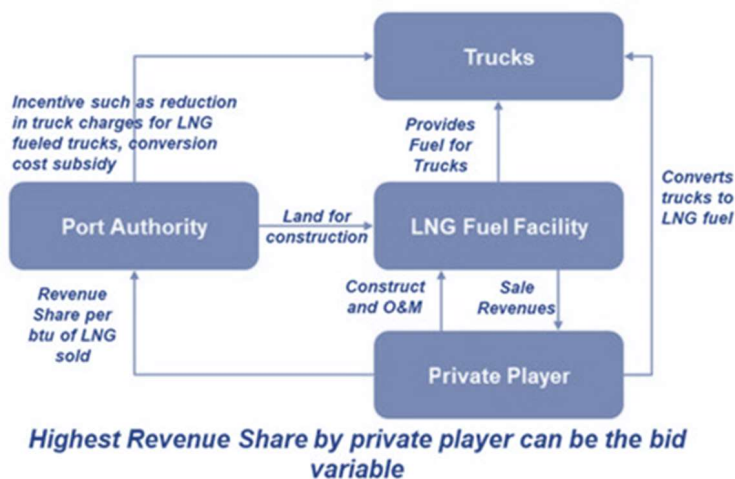 Trucks
Incentive such as reduction
in truck charges for LNG
fueled trucks, conversion
cost subsidy
Provides
Fuel for
Trucks
Converts
trucks to
LNG fuel
Port Authority
Land for
construction
LNG Fuel Facility
Revenue
Share per
btu of LNG
sold
Construct
and O&M
Sale
Revenues
Private Player
Highest Revenue Share by private player can be the bid
variable